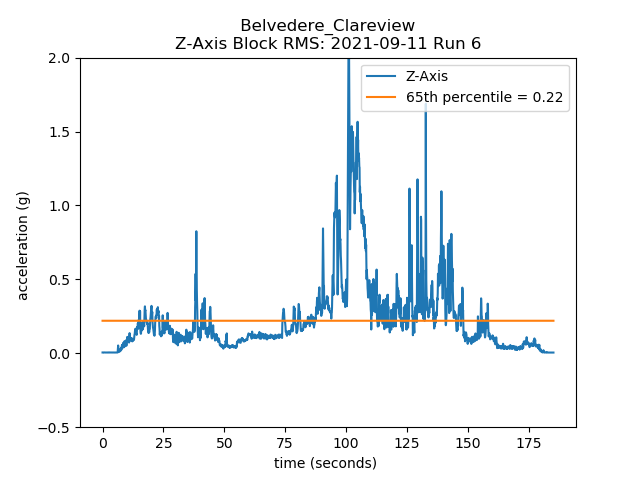 Belvedere_Clareview
Z-Axis Block RMS: 2021-09-11 Run 6
Z-Axis
65th percentile = 0.22
2.0
1.5
1.0
0.5
0.0
−0.5
acceleration (g)
0 25 50 75 100 125 150 175
time (seconds)